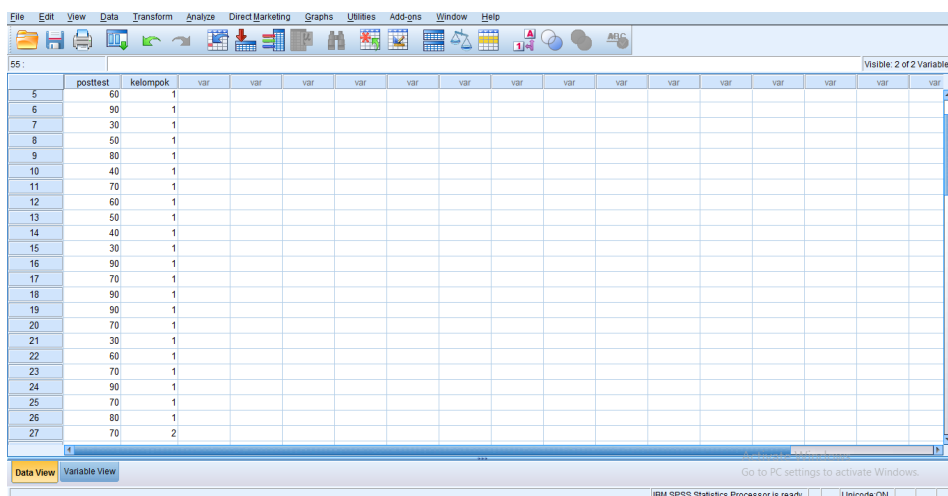 File Edit View Data Transform Analyze Direct Marketing Graphs Utilities Add-ons Window Help
A
1
ABC
55 :
Visible: 2 of 2 Variable
posttest kelompok var var var var var var var var var var var var var var
5 60 1
6 90 1
7 30 1
8 50 1
9 80 1
10 40 1
11 70 1
12 60 1
13 50 1
14 40 1
15 30 1
16 90 1
17 70 1
18 90 1
19 90 1
20 70 1
21 30 1
22 60 1
23 70 1
24 90 1
25 70 1
26 80 1
27 70 2
Data View Variable View
Go to PC settings to activate Windows.
IBM SPSS Statistics Processor is ready Unicode:ON